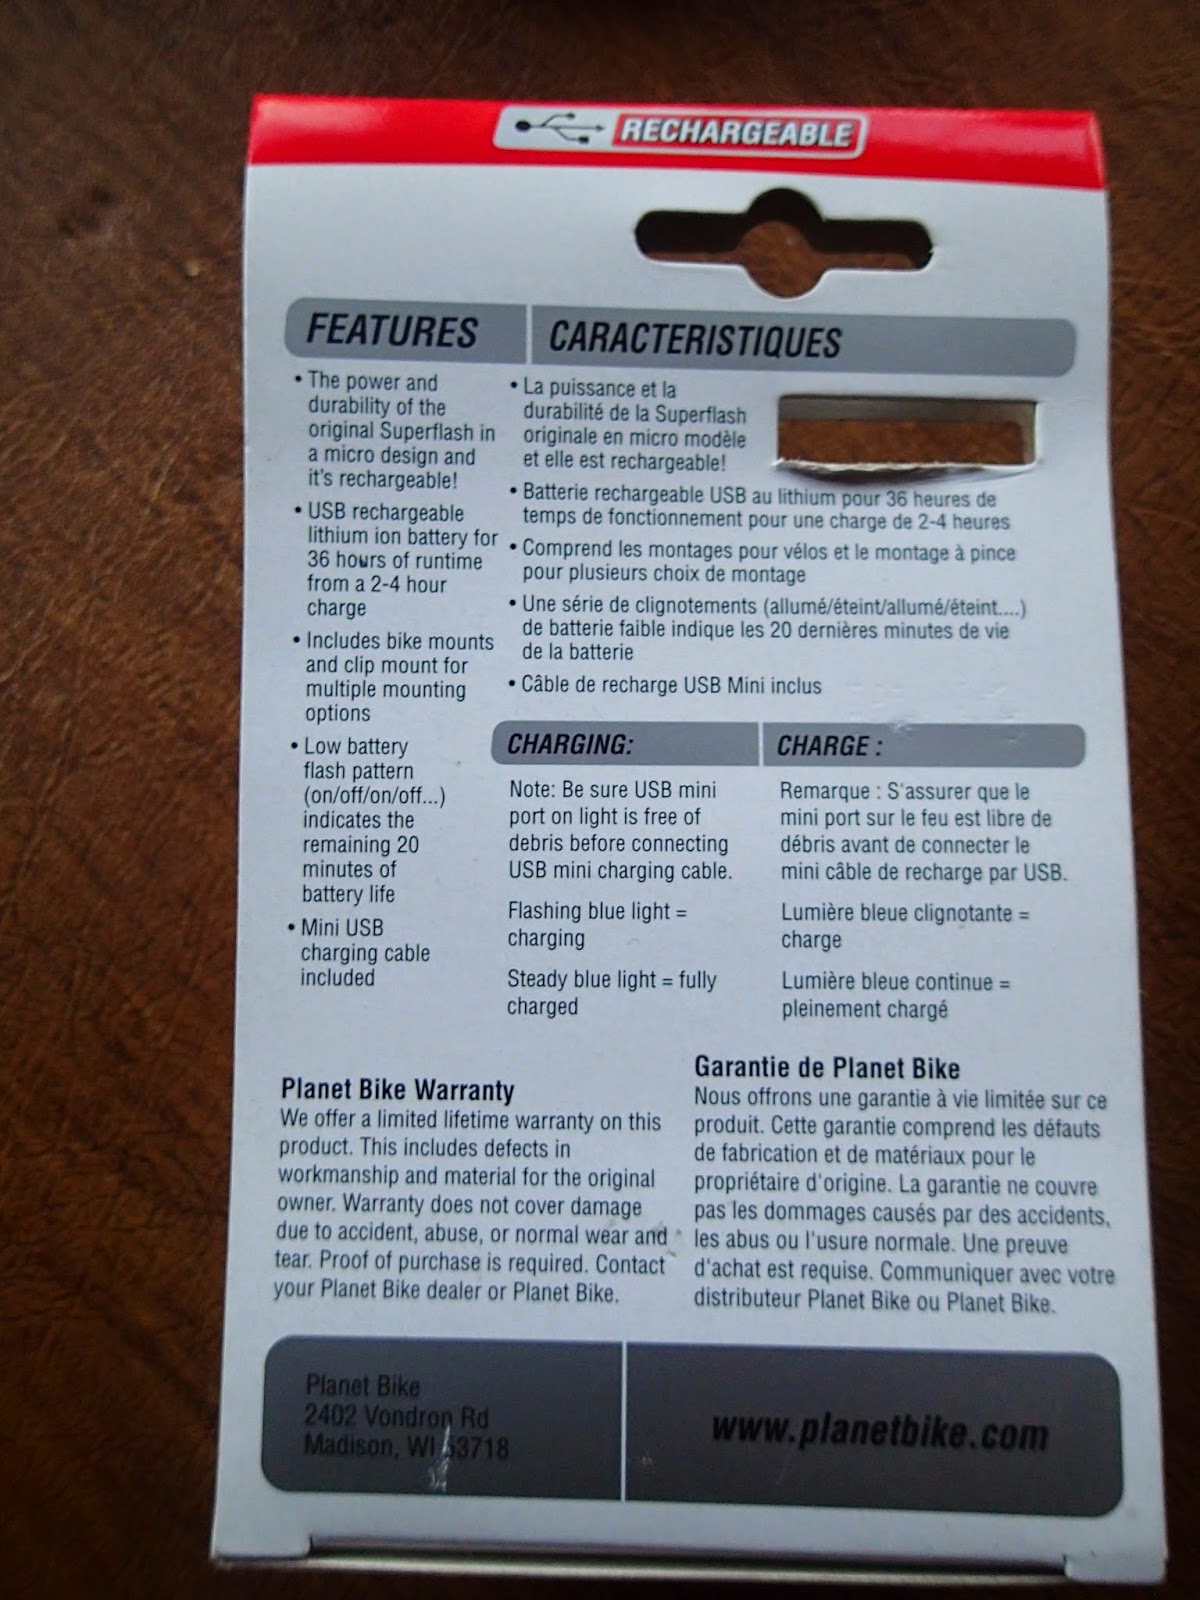 RECHARGEABLE
FEATURES
• The power and
durability of the
original Superflash in
a micro design and
it's rechargeable!
• USB rechargeable
lithium ion battery for
36 hours of runtime
from a 2-4 hour
charge
• Includes bike mounts
and clip mount for
multiple mounting
options
• Low battery
flash pattern
(on/off/on/off...)
indicates the
remaining 20
minutes of
battery life
• Mini USB
charging cable
included
CARACTERISTIQUES
• La puissance et la
durabilité de la Superflash
originale en micro modèle
et elle est rechargeable!
• Batterie rechargeable USB au lithium pour 36 heures de
temps de fonctionnement pour une charge de 2-4 heures
• Comprend les montages pour vélos et le montage à pince
pour plusieurs choix de montage
• Une série de clignotements (allumé/éteint/allumé/éteint....)
de batterie faible indique les 20 dernières minutes de vie
de la batterie
• Câble de recharge USB Mini inclus
CHARGING:
Note: Be sure USB mini
port on light is free of
debris before connecting
USB mini charging cable.
Flashing blue light =
charging
Steady blue light = fully
charged
CHARGE :
Remarque : S'assurer que le
mini port sur le feu est libre de
débris avant de connecter le
mini câble de recharge par USB.
Lumière bleue clignotante =
charge
Lumière bleue continue =
pleinement chargé
Planet Bike Warranty
We offer a limited lifetime warranty on this
product. This includes defects in
workmanship and material for the original
owner. Warranty does not cover damage
due to accident, abuse, or normal wear and
tear. Proof of purchase is required. Contact
your Planet Bike dealer or Planet Bike.
Garantie de Planet Bike
Nous offrons une garantie à vie limitée sur ce
produit. Cette garantie comprend les défauts
de fabrication et de matériaux pour le
propriétaire d'origine. La garantie ne couvre
pas les dommages causés par des accidents,
les abus ou l'usure normale. Une preuve
d'achat est requise. Communiquer avec votre
distributeur Planet Bike ou Planet Bike.
Planet Bike
2402 Vondron Rd
Madison, WI 53718
www.planetbike.com